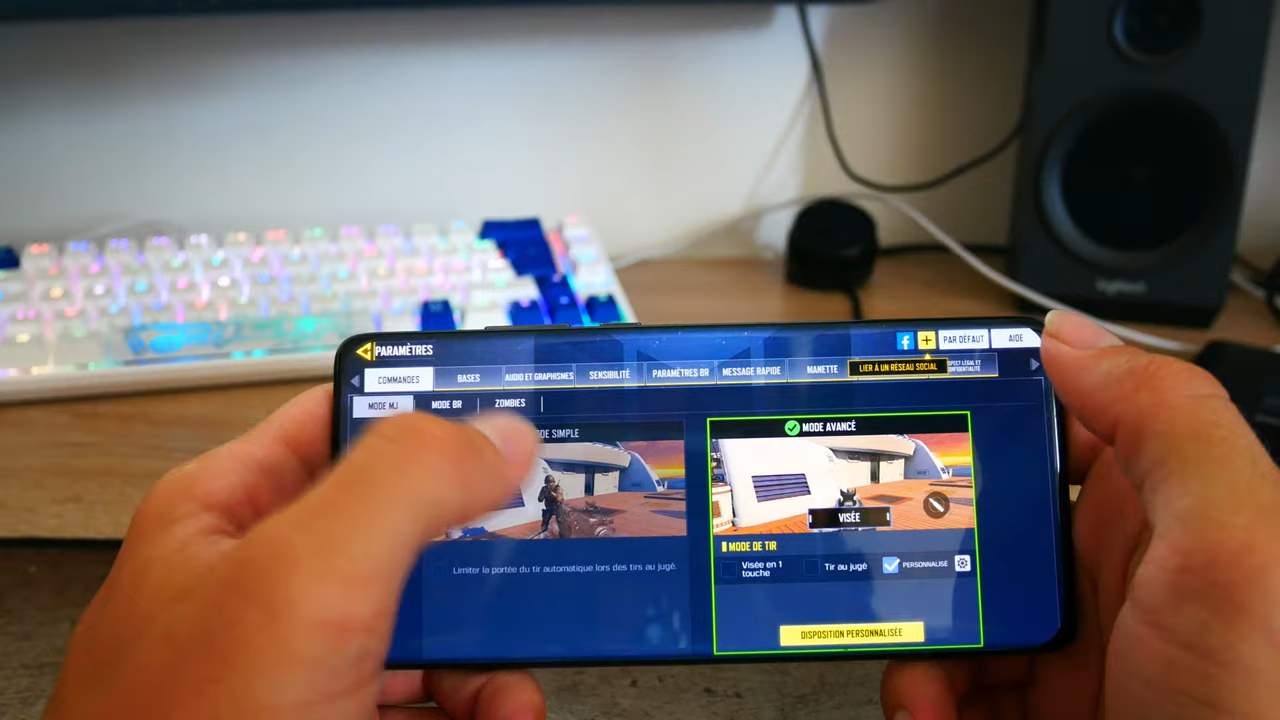 PARAMÈTRES
f
+
PAR DÉFAUT
AIDE
COMMANDES
BASES
AUDIO ET GRAPHISMES
SENSIBILITÉ
PARAMÈTRES BR
MESSAGE RAPIDE
MANETTE
LIER À UN RÉSEAU SOCIAL
MODE MJ
MODE BR
ZOMBIES
SIMPLE
MODE AVANCÉ
VISÉE
MODE DE TIR
Limiter la portée du tir automatique lors des tirs au jugé.
Visée en 1
touche
Tir au jugé
PERSONNALISÉ
DISPOSITION PERSONNALISÉE
logitech